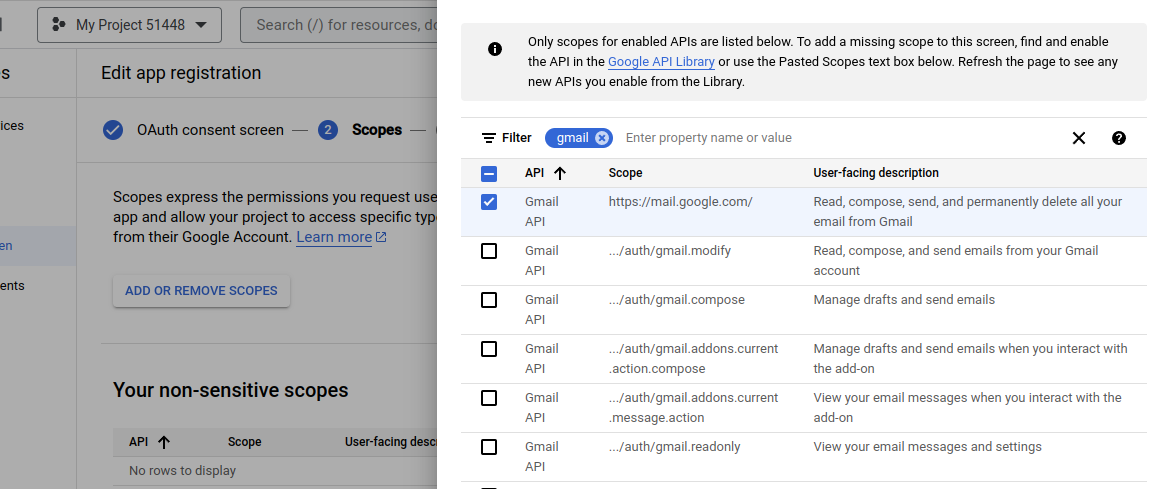 My Project 51448
Search (/) for resources, do
s
Edit app registration
ices
OAuth consent screen
2
Scopes
Scopes express the permissions you request use
app and allow your project to access specific typ
from their Google Account. Learn more
en
ents
ADD OR REMOVE SCOPES
Your non-sensitive scopes
API Scope User-facing desc
No rows to display
Only scopes for enabled APIs are listed below. To add a missing scope to this screen, find and enable
the API in the Google API Library or use the Pasted Scopes text box below. Refresh the page to see any
new APIs you enable from the Library.
Filter gmail Enter property name or value
API Scope User-facing description
Gmail https://mail.google.com/ Read, compose, send, and permanently delete all your
API email from Gmail
Gmail .../auth/gmail.modify Read, compose, and send emails from your Gmail
API account
Gmail .../auth/gmail.compose Manage drafts and send emails
API
Gmail .../auth/gmail.addons.current Manage drafts and send emails when you interact with
API .action.compose the add-on
Gmail .../auth/gmail.addons.current View your email messages when you interact with the
API .message.action add-on
Gmail .../auth/gmail.readonly View your email messages and settings
API